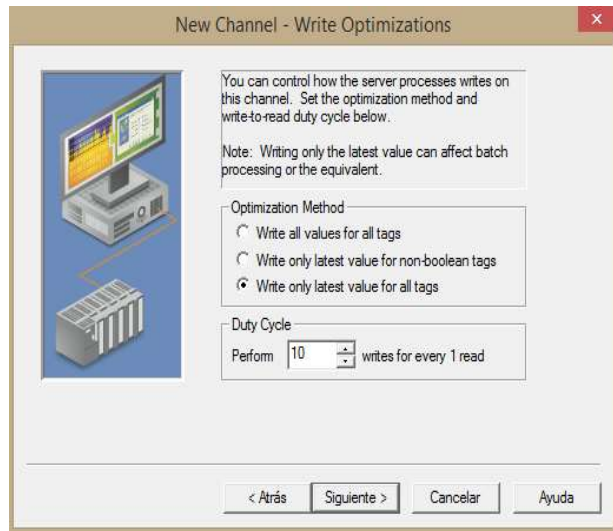 New Channel - Write Optimizations
x
You can control how the server processes writes on
this channel. Set the optimization method and
write-to-read duty cycle below.
Note: Writing only the latest value can affect batch
processing or the equivalent.
Optimization Method
Write all values for all tags
Write only latest value for non-boolean tags
Write only latest value for all tags
Duty Cycle
Perform 10 writes for every 1 read
< Atrás Siguiente > Cancelar Ayuda